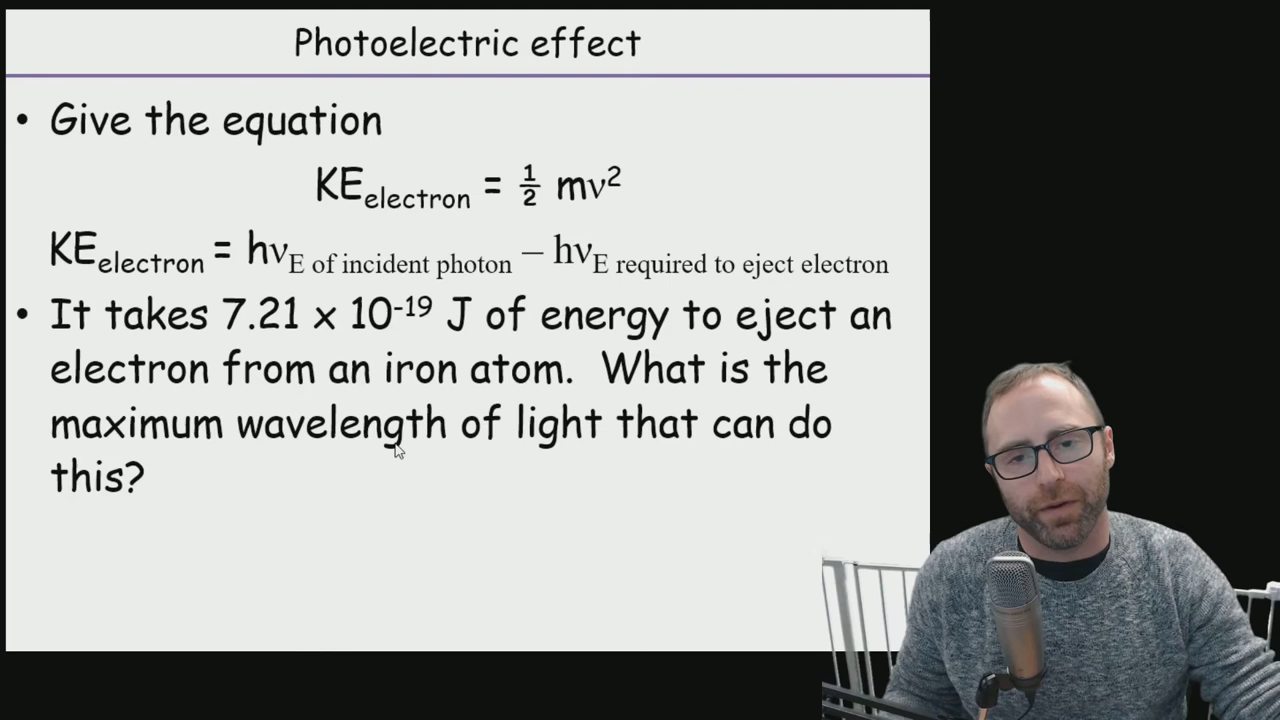 Photoelectric effect
• Give the equation
KEelectron = ½ mν²
KEelectron = hνE of incident photon – hνE required to eject electron
• It takes 7.21 x 10⁻¹⁹ J of energy to eject an
electron from an iron atom. What is the
maximum wavelength of light that can do
this?